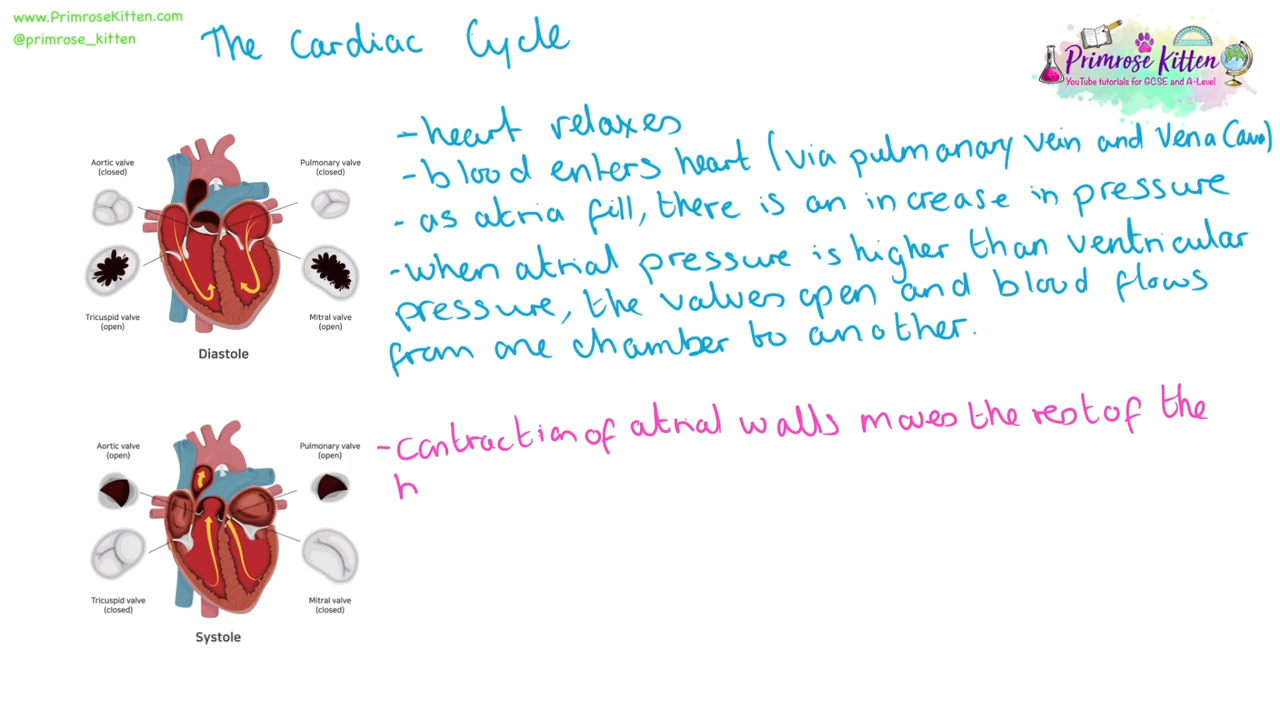 www.PrimroseKitten.com
@primrose_kitten
The Cardiac Cycle
Primrose Kitten
YouTube tutorials for GCSE and A-Level
Aortic valve
(closed)
Pulmonary valve
(closed)
Tricuspid valve
(open)
Mitral valve
(open)
Diastole
-heart relaxes
-blood enters heart (via pulmonary vein and Vena Cava)
- as atria fill, there is an increase in pressure
-when atrial pressure is higher than ventricular
pressure, the valves open and blood flows
from one chamber to another.
Aortic valve
(open)
Pulmonary valve
(open)
Tricuspid valve
(closed)
Mitral valve
(closed)
Systole
-contraction of atrial walls moves the rest of the